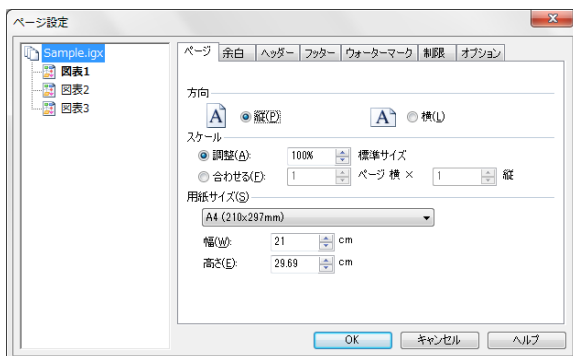 ページ設定
Sample.igx
図表1
図表2
図表3
ページ 余白 ヘッダー フッター ウォーターマーク 制限 オプション
方向
A 縦(P) A 横(L)
スケール
調整(A): 100% 標準サイズ
合わせる(F): 1 ページ 横 × 1 縦
用紙サイズ(S)
A4 (210x297mm)
幅(W): 21 cm
高さ(E): 29.69 cm
OK キャンセル ヘルプ